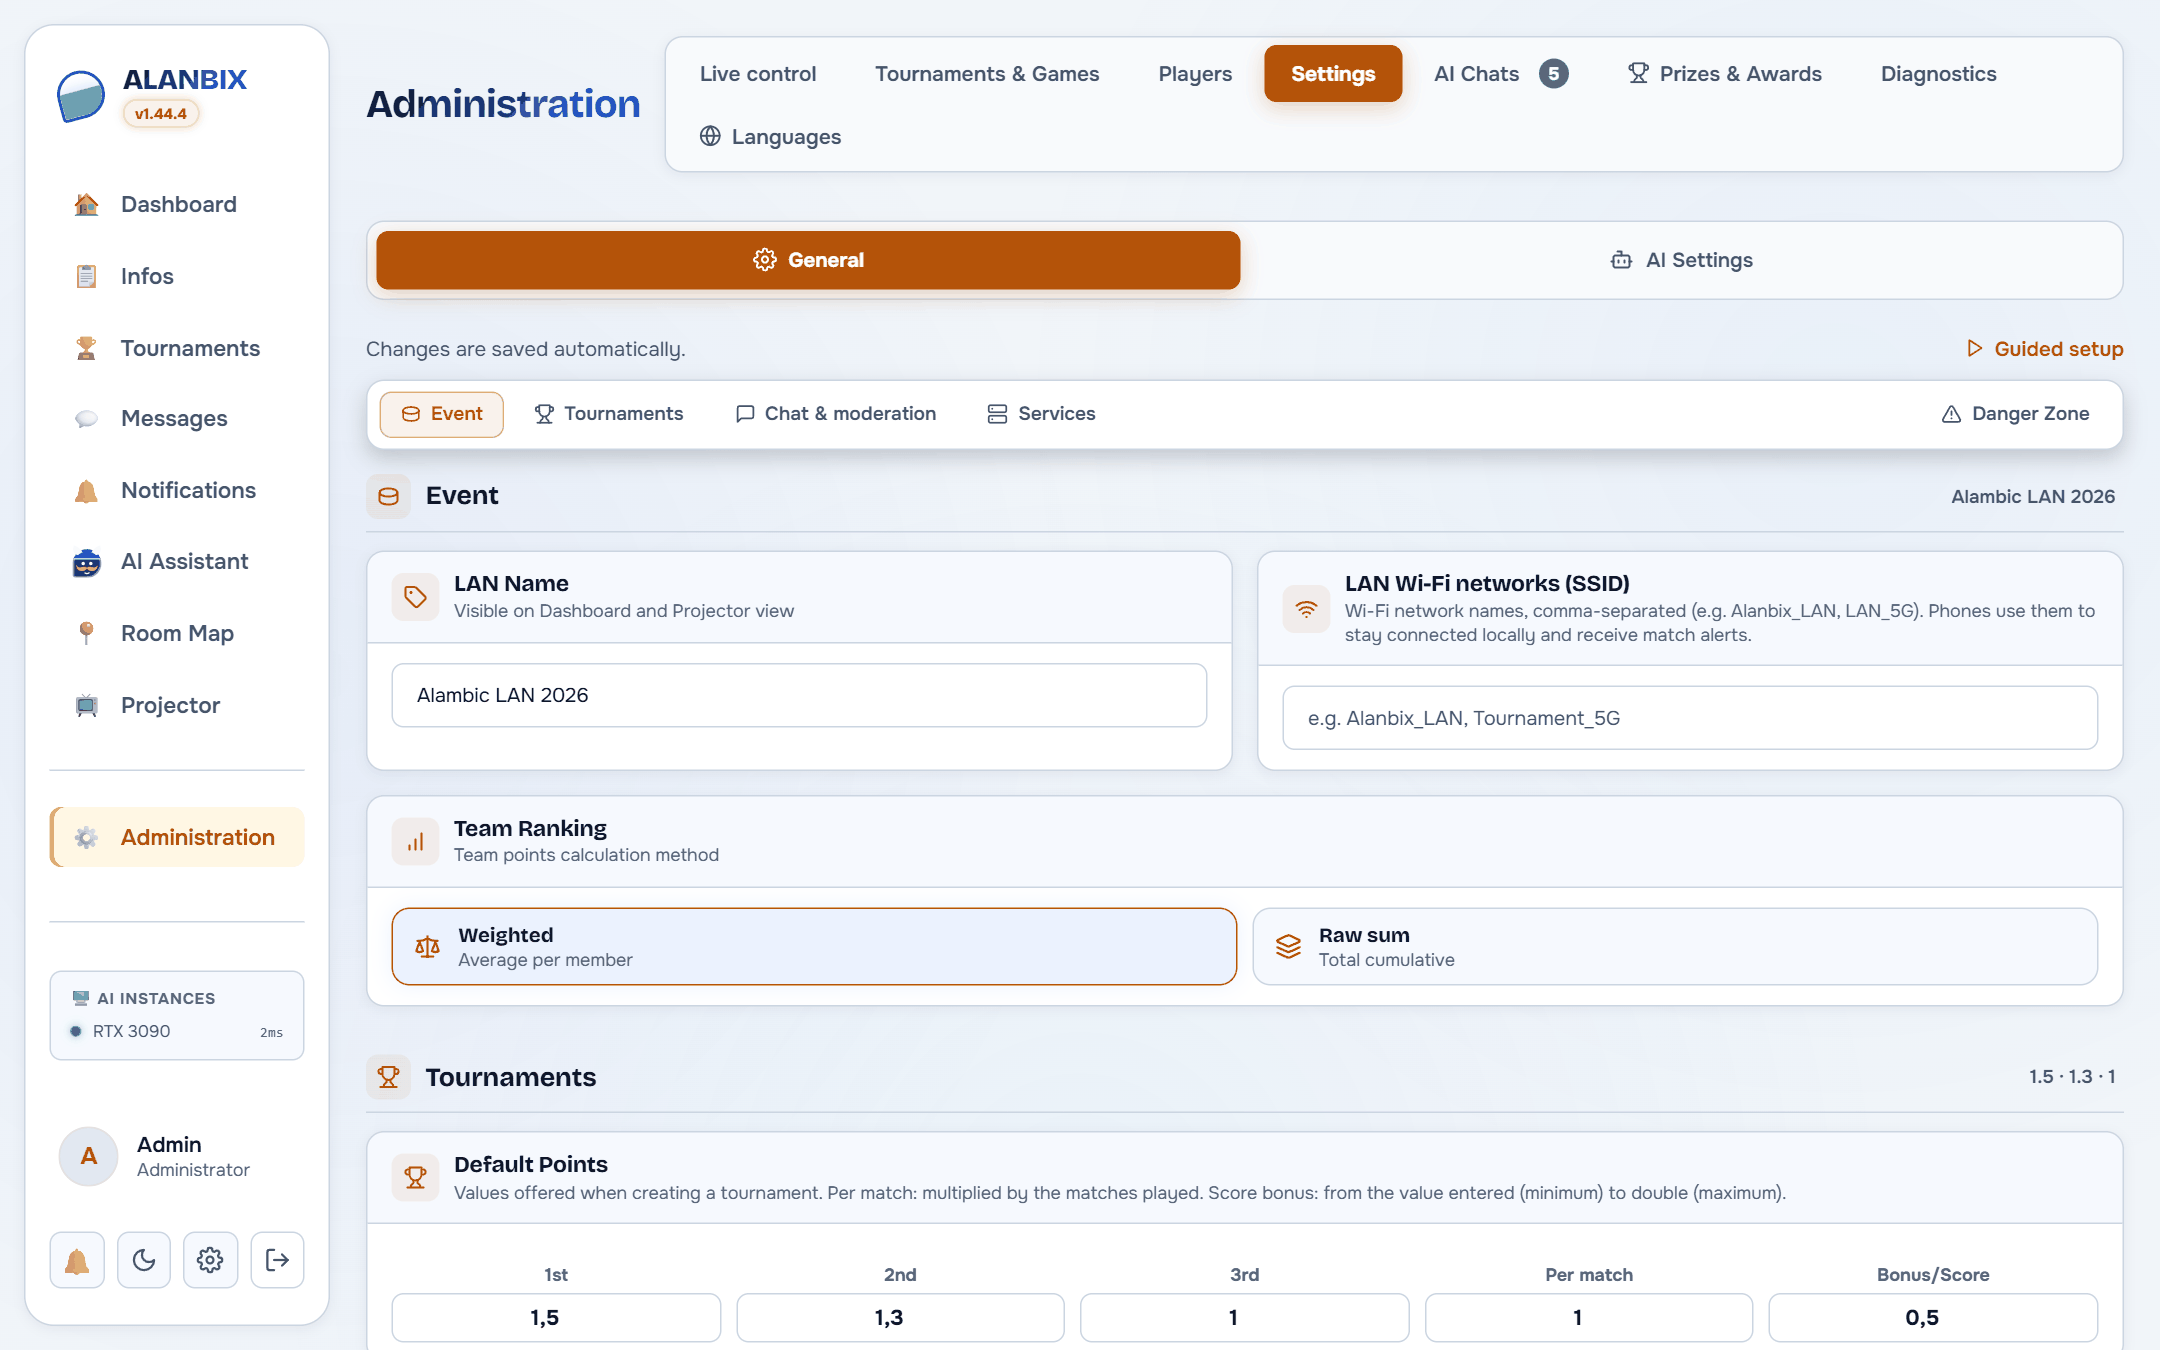 ALANBIX
v1.44.4
Dashboard
Infos
Tournaments
Messages
Notifications
AI Assistant
Room Map
Projector
Administration
AI INSTANCES
RTX 3090 2ms
A
Admin
Administrator
Administration
Live control Tournaments & Games Players Settings AI Chats 5 Prizes & Awards Diagnostics
Languages
General AI Settings
Changes are saved automatically. Guided setup
Event Tournaments Chat & moderation Services Danger Zone
Event Alambic LAN 2026
LAN Name
Visible on Dashboard and Projector view
Alambic LAN 2026
LAN Wi-Fi networks (SSID)
Wi-Fi network names, comma-separated (e.g. Alanbix_LAN, LAN_5G). Phones use them to
stay connected locally and receive match alerts.
e.g. Alanbix_LAN, Tournament_5G
Team Ranking
Team points calculation method
Weighted
Average per member
Raw sum
Total cumulative
Tournaments 1.5 · 1.3 · 1
Default Points
Values offered when creating a tournament. Per match: multiplied by the matches played. Score bonus: from the value entered (minimum) to double (maximum).
1st 2nd 3rd Per match Bonus/Score
1,5 1,3 1 1 0,5